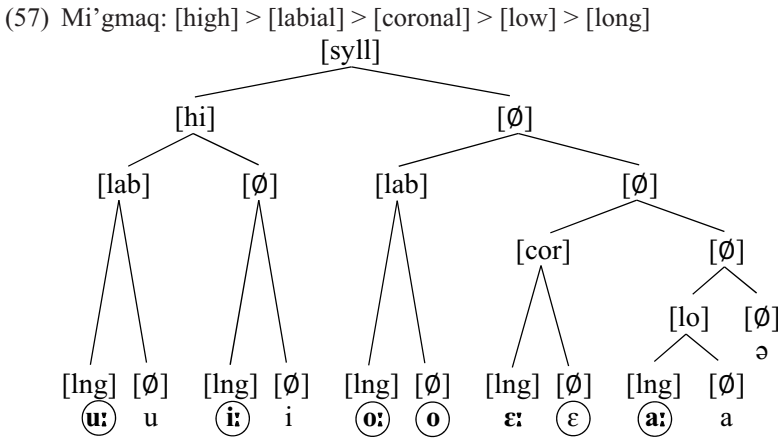 (57) Mi’gmaq: [high] > [labial] > [coronal] > [low] > [long]
[syll]
[hi] [Ø]
[lab] [Ø] [lab] [Ø]
[cor] [Ø]
[lo] [Ø]
ə
[lng] [Ø] [lng] [Ø] [lng] [Ø] [lng] [Ø] [lng] [Ø]
uː u iː i oː o ɛː ɛ aː a